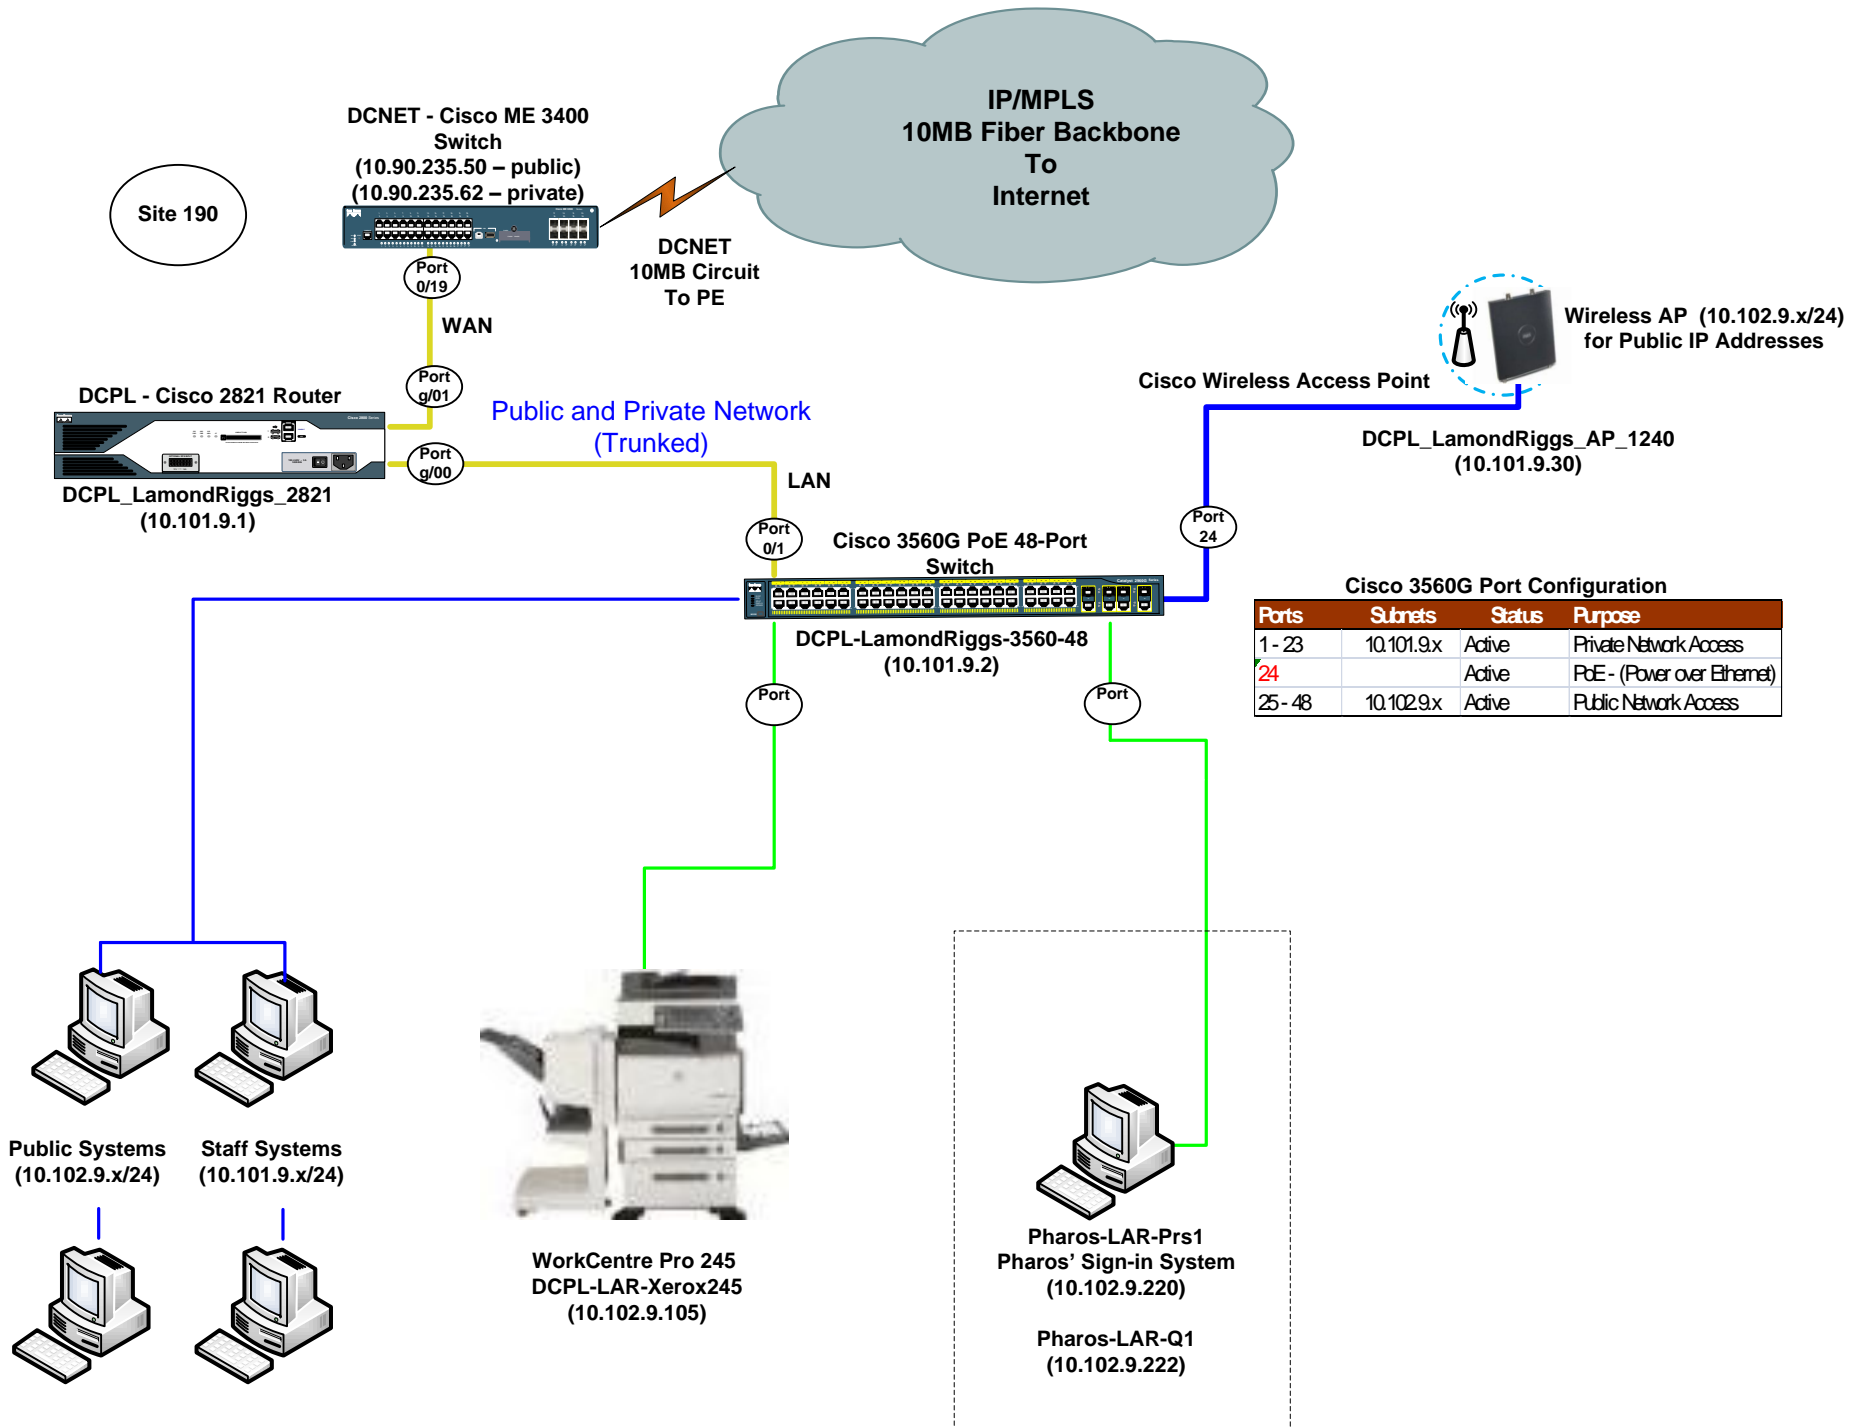 IP/MPLS
10MB Fiber Backbone
To
Internet
DCNET - Cisco ME 3400
Switch
(10.90.235.50 – public)
(10.90.235.62 – private)
Site 190
DCNET
10MB Circuit
To PE
Port
0/19
WAN
Port
g/01
DCPL - Cisco 2821 Router
Public and Private Network
(Trunked)
Port
g/00
LAN
DCPL_LamondRiggs_2821
(10.101.9.1)
Wireless AP (10.102.9.x/24)
for Public IP Addresses
Cisco Wireless Access Point
DCPL_LamondRiggs_AP_1240
(10.101.9.30)
Port
24
Port
0/1
Cisco 3560G PoE 48-Port
Switch
DCPL-LamondRiggs-3560-48
(10.101.9.2)
Cisco 3560G Port Configuration
Ports Subnets Status Purpose
1 - 23 10.101.9.x Active Private Network Access
24 Active PoE - (Power over Ethernet)
25 - 48 10.102.9.x Active Public Network Access
Port
Port
Public Systems
(10.102.9.x/24)
Staff Systems
(10.101.9.x/24)
WorkCentre Pro 245
DCPL-LAR-Xerox245
(10.102.9.105)
Pharos-LAR-Prs1
Pharos’ Sign-in System
(10.102.9.220)
Pharos-LAR-Q1
(10.102.9.222)